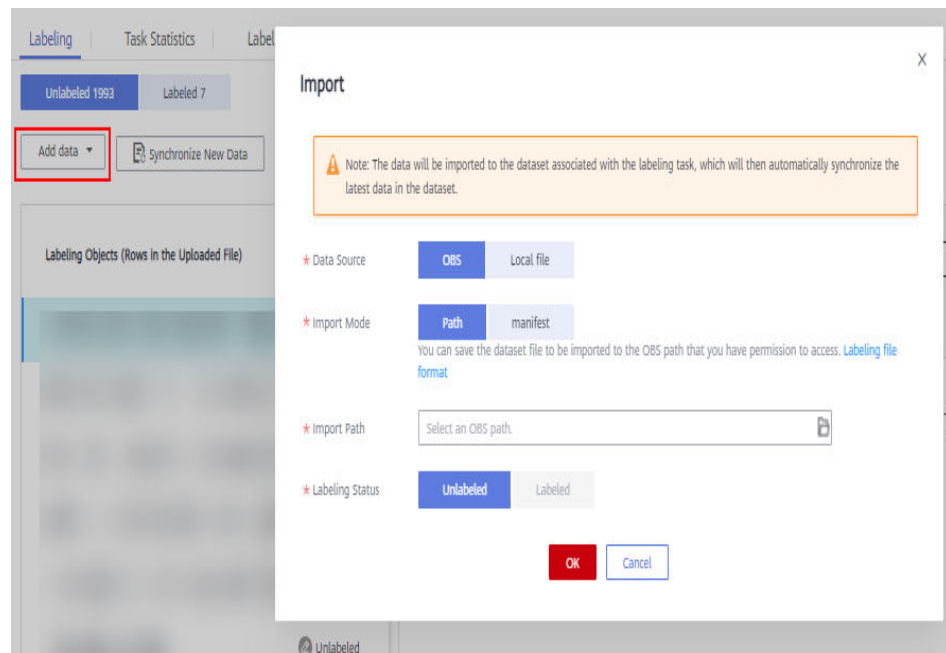 Labeling
Task Statistics
Label
Unlabeled 1993
Labeled 7
Add data
Synchronize New Data
Labeling Objects (Rows in the Uploaded File)
Unlabeled
X
Import
Note: The data will be imported to the dataset associated with the labeling task, which will then automatically synchronize the
latest data in the dataset.
* Data Source
OBS
Local file
* Import Mode
Path
manifest
You can save the dataset file to be imported to the OBS path that you have permission to access. Labeling file
format
* Import Path
Select an OBS path.
* Labeling Status
Unlabeled
Labeled
OK
Cancel